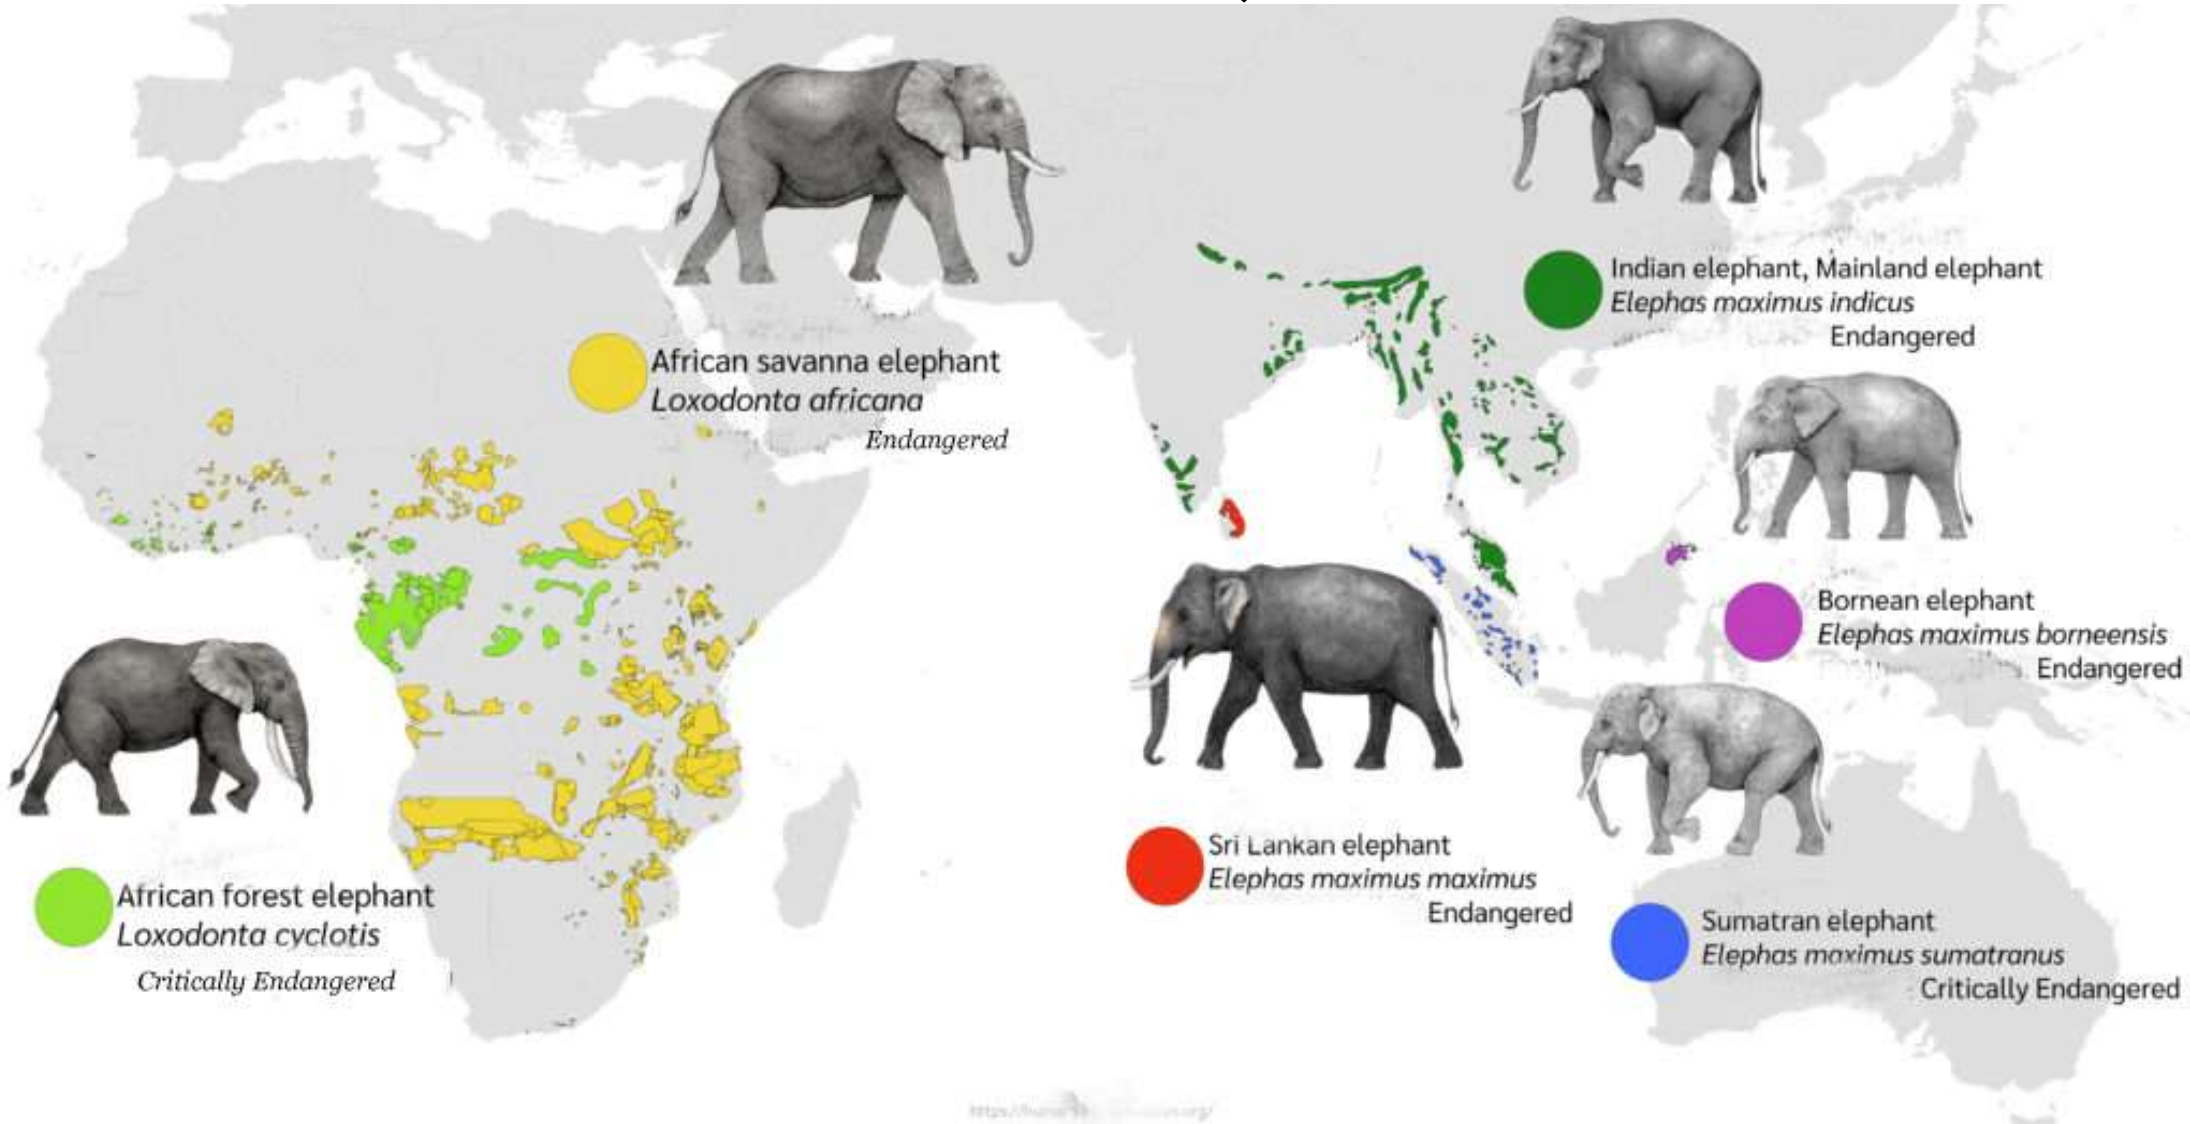 African savanna elephant
Loxodonta africana
Endangered
African forest elephant
Loxodonta cyclotis
Critically Endangered
Indian elephant, Mainland elephant
Elephas maximus indicus
Endangered
Bornean elephant
Elephas maximus borneensis
Endangered
Sri Lankan elephant
Elephas maximus maximus
Endangered
Sumatran elephant
Elephas maximus sumatranus
Critically Endangered